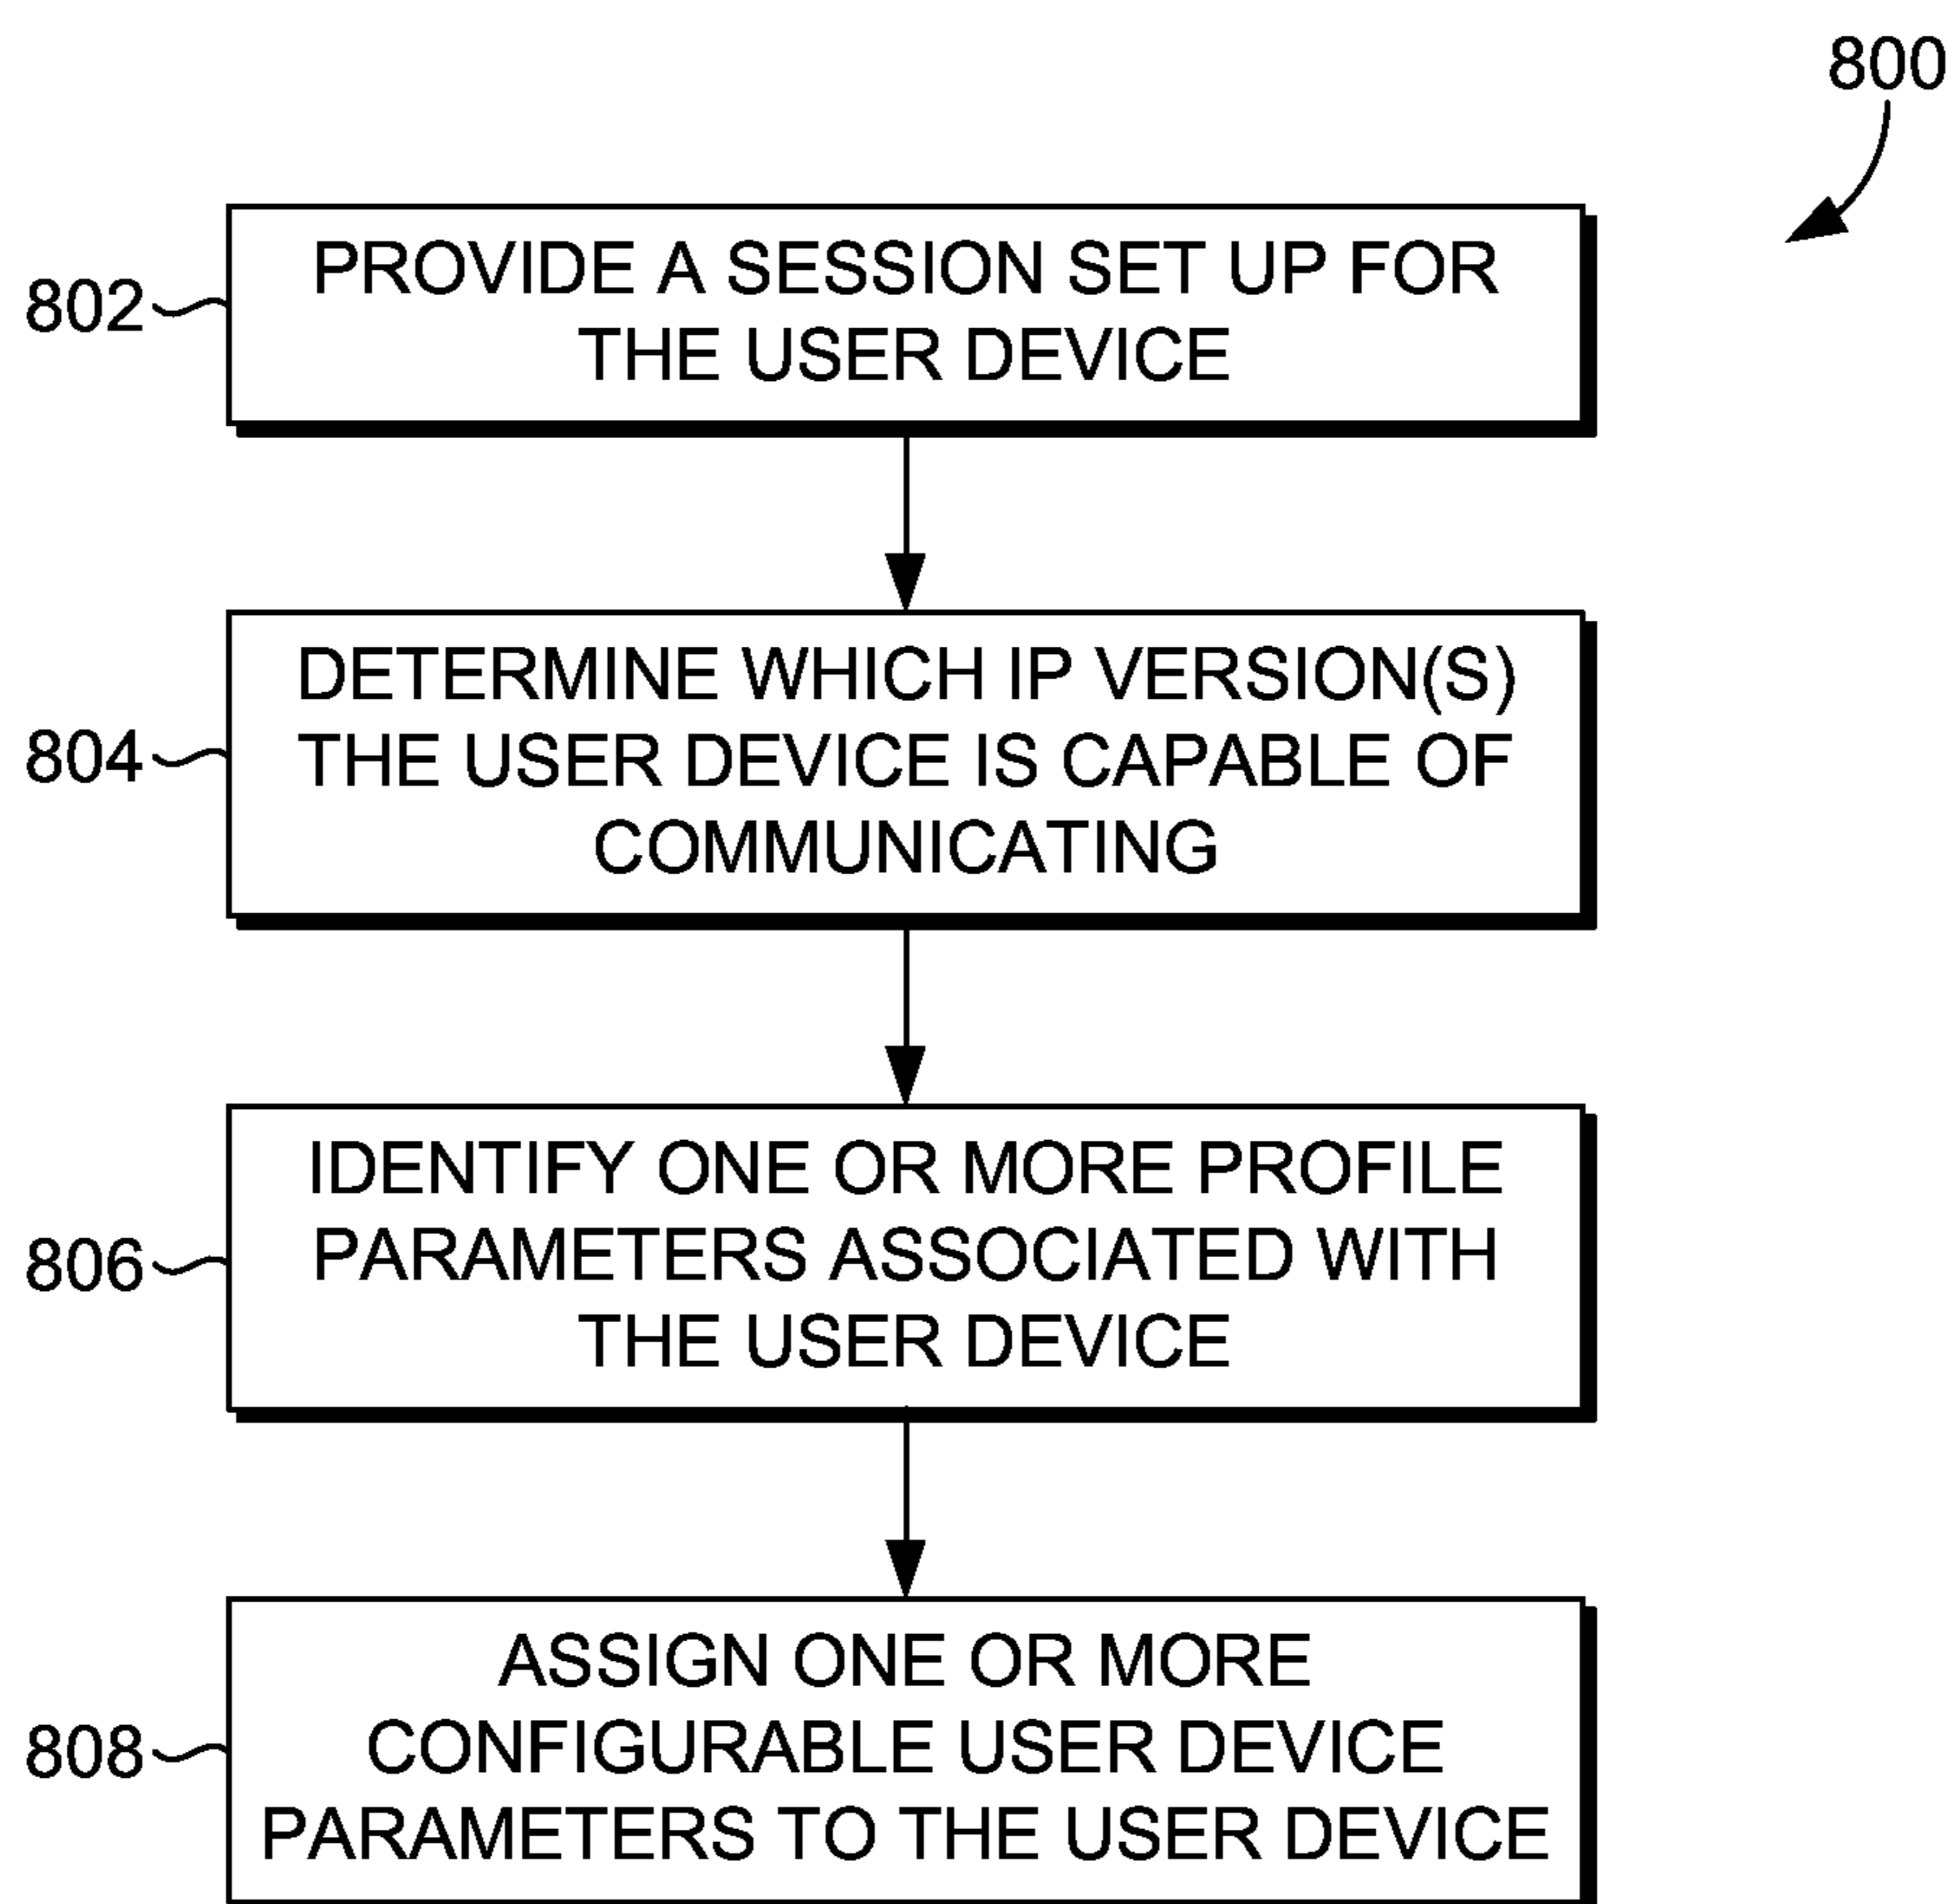 800
PROVIDE A SESSION SET UP FOR
THE USER DEVICE
802
DETERMINE WHICH IP VERSION(S)
THE USER DEVICE IS CAPABLE OF
COMMUNICATING
804
IDENTIFY ONE OR MORE PROFILE
PARAMETERS ASSOCIATED WITH
THE USER DEVICE
806
ASSIGN ONE OR MORE
CONFIGURABLE USER DEVICE
PARAMETERS TO THE USER DEVICE
808